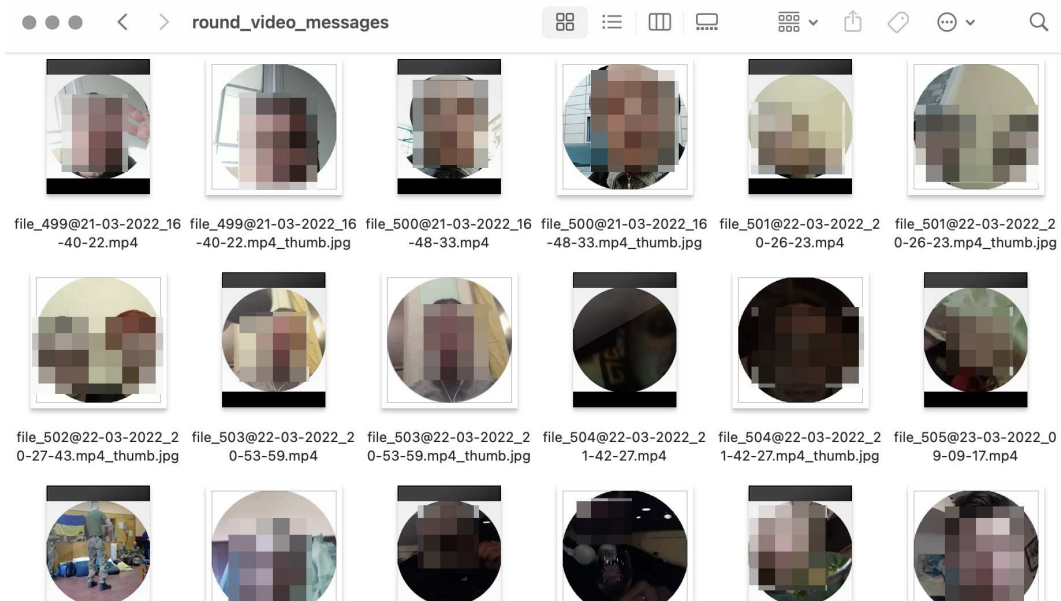 round_video_messages
file_499@21-03-2022_16
-40-22.mp4
file_499@21-03-2022_16
-40-22.mp4_thumb.jpg
file_500@21-03-2022_16
-48-33.mp4
file_500@21-03-2022_16
-48-33.mp4_thumb.jpg
file_501@22-03-2022_2
0-26-23.mp4
file_501@22-03-2022_2
0-26-23.mp4_thumb.jpg
file_502@22-03-2022_2
0-27-43.mp4_thumb.jpg
file_503@22-03-2022_2
0-53-59.mp4
file_503@22-03-2022_2
0-53-59.mp4_thumb.jpg
file_504@22-03-2022_2
1-42-27.mp4
file_504@22-03-2022_2
1-42-27.mp4_thumb.jpg
file_505@23-03-2022_0
9-09-17.mp4